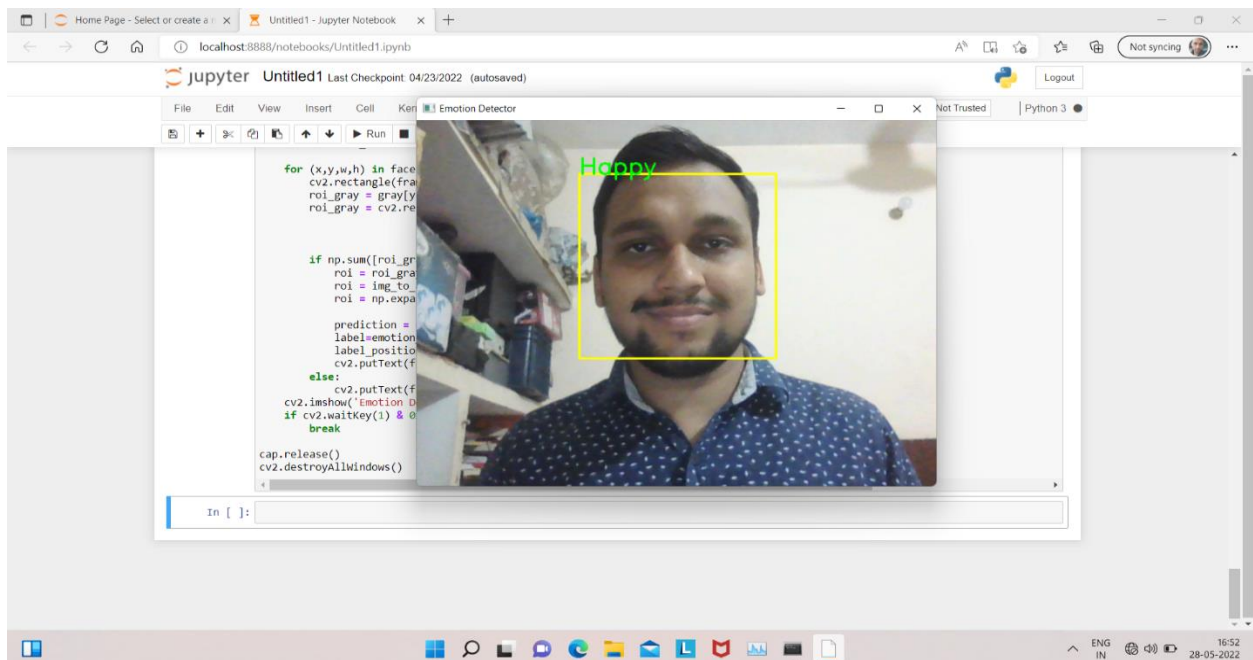 Home Page - Select or create a n
Untitled1 - Jupyter Notebook
localhost:8888/notebooks/Untitled1.ipynb
Not syncing
jupyter Untitled1 Last Checkpoint 04/23/2022 (autosaved)
Logout
File Edit View Insert Cell Ker
Not Trusted
Python 3
Run
Emotion Detector
Happy
for (x,y,w,h) in face
cv2.rectangle(fra
roi_gray = gray[y
roi_gray = cv2.re
if np.sum([roi_gr
roi = roi_gra
roi = img_to_
roi = np.expa
prediction =
label=emotion
label_positio
cv2.putText(f
else:
cv2.putText(f
cv2.imshow('Emotion D
if cv2.waitKey(1) & 0
break
cap.release()
cv2.destroyAllWindows()
In [ ]:
ENG
IN
16:52
28-05-2022